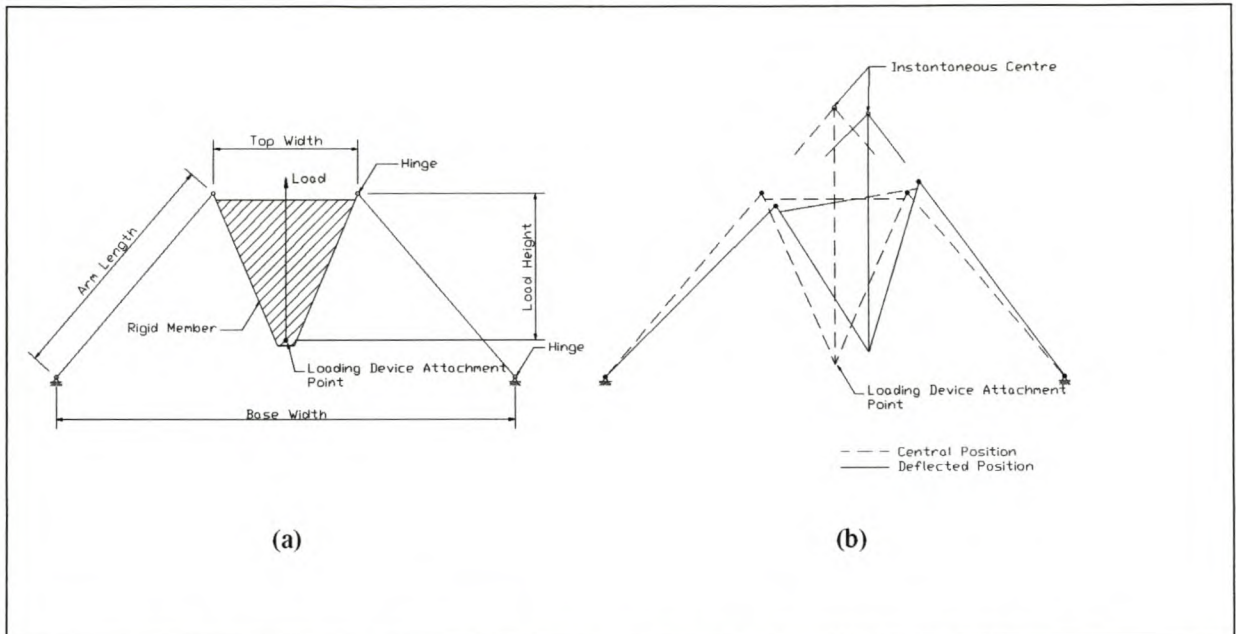 Top Width
Hinge
Load
Arm Length
Load Height
Rigid Member
Hinge
Loading Device Attachment
Point
Base Width
(a)
Instantaneous Centre
Loading Device Attachment
Point
Central Position
Deflected Position
(b)